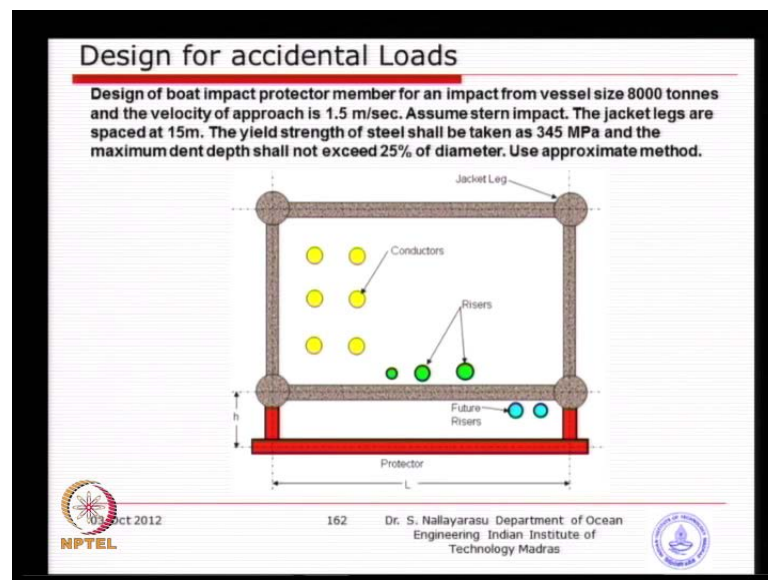 Design for accidental Loads
Design of boat impact protector member for an impact from vessel size 8000 tonnes
and the velocity of approach is 1.5 m/sec. Assume stern impact. The jacket legs are
spaced at 15m. The yield strength of steel shall be taken as 345 MPa and the
maximum dent depth shall not exceed 25% of diameter. Use approximate method.
Jacket Leg
Conductors
Risers
Future
Risers
h
Protector
L
03 Oct 2012
162
Dr. S. Nallayarasu Department of Ocean
Engineering Indian Institute of
Technology Madras
NPTEL